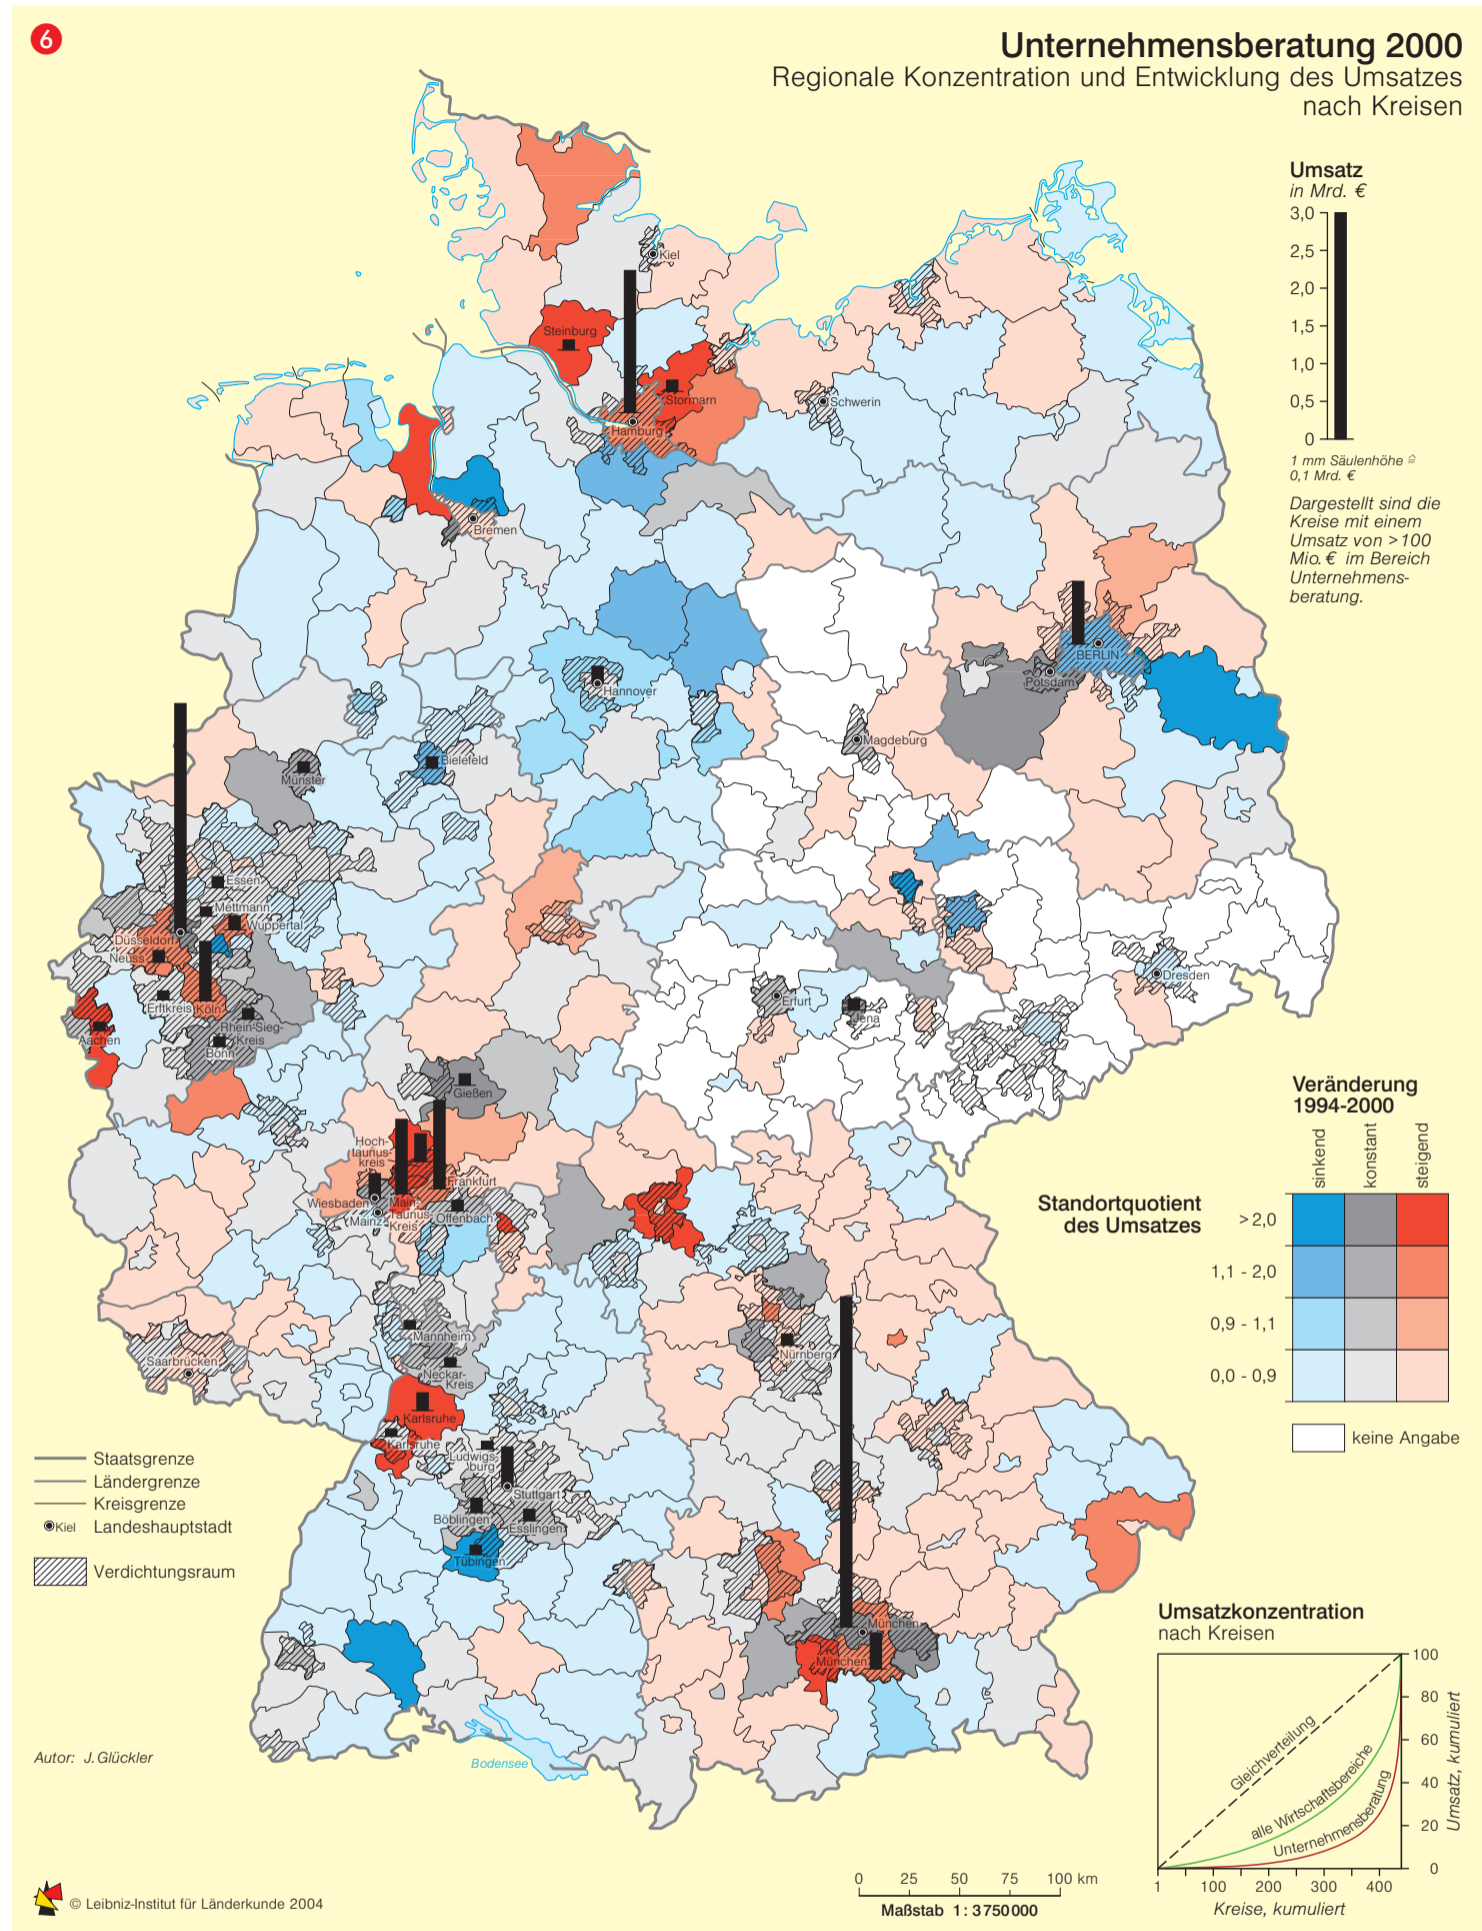 6
Unternehmensberatung 2000
Regionale Konzentration und Entwicklung des Umsatzes
nach Kreisen
Umsatz
in Mrd. €
3,0
2,5
2,0
1,5
1,0
0,5
0
1 mm Säulenhöhe ≙
0,1 Mrd. €
Dargestellt sind die
Kreise mit einem
Umsatz von >100
Mio. € im Bereich
Unternehmens-
beratung.
Kiel
Steinburg
Stormarn
Schwerin
Hamburg
Bremen
BERLIN
Potsdam
Hannover
Magdeburg
Bielefeld
Münster
Essen
Mettmann
Wuppertal
Düsseldorf
Neuss
Dresden
Erftkreis
Köln
Erfurt
Jena
Rhein-Sieg-
Kreis
Aachen
Bonn
Gießen
Hoch-
taunus-
kreis
Frankfurt
Wiesbaden
Main-
Taunus-
Kreis
Mainz
Offenbach
Mannheim
Nürnberg
Saarbrücken
Neckar-
Kreis
Karlsruhe
Karlsruhe
Ludwigs-
burg
Stuttgart
Böblingen
Esslingen
Tübingen
München
München
Bodensee
Veränderung
1994-2000
sinkend
konstant
steigend
Standortquotient
des Umsatzes
> 2,0
1,1 - 2,0
0,9 - 1,1
0,0 - 0,9
keine Angabe
Staatsgrenze
Ländergrenze
Kreisgrenze
Kiel Landeshauptstadt
Verdichtungsraum
Autor: J. Glückler
© Leibniz-Institut für Länderkunde 2004
0 25 50 75 100 km
Maßstab 1 : 3750000
Umsatzkonzentration
nach Kreisen
Gleichverteilung
alle Wirtschaftsbereiche
Unternehmensberatung
100
80
60
40
20
0
Umsatz, kumuliert
1 100 200 300 400
Kreise, kumuliert